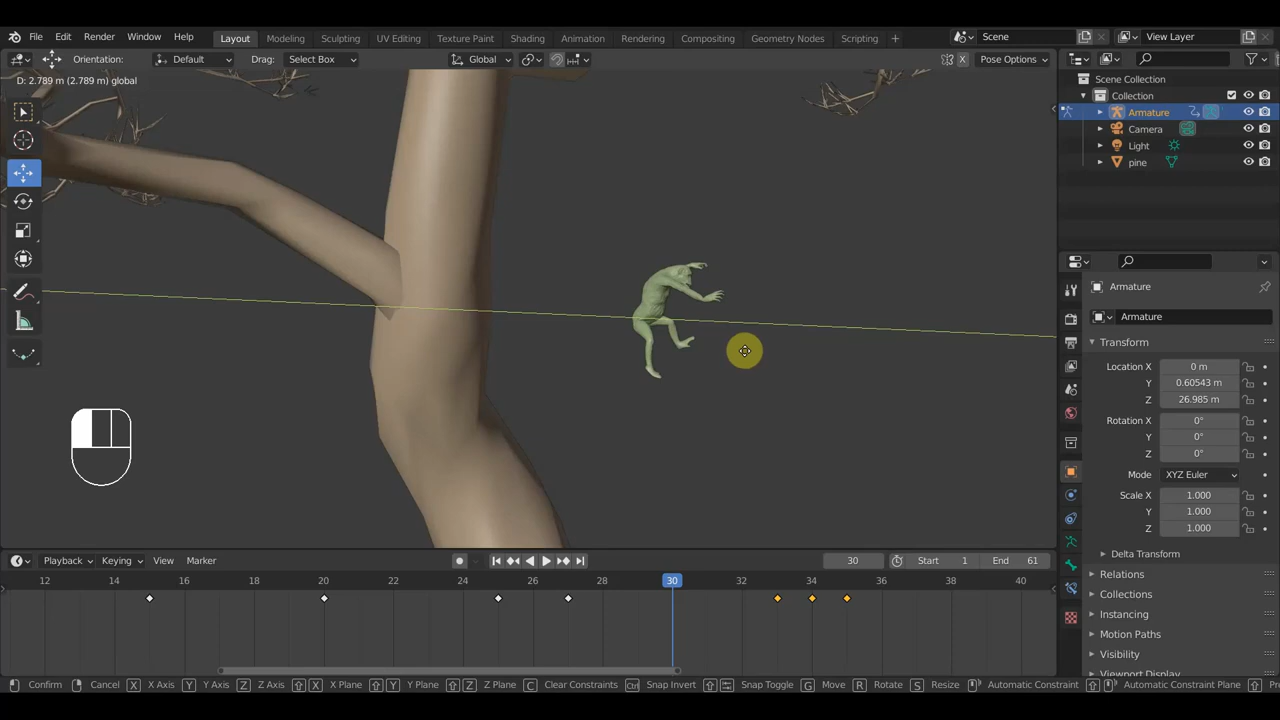 File Edit Render Window Help Layout Modeling Sculpting UV Editing Texture Paint Shading Animation Rendering Compositing Geometry Nodes Scripting + Scene View Layer
Orientation: Default Drag: Select Box Global X Pose Options
D: 2.789 m (2.789 m) global
Scene Collection
Collection
Armature
Camera
Light
pine
Armature
Armature
Transform
Location X 0 m
Y 0.60543 m
Z 26.985 m
Rotation X 0°
Y 0°
Z 0°
Mode XYZ Euler
Scale X 1.000
Y 1.000
Z 1.000
Delta Transform
Relations
Collections
Instancing
Motion Paths
Visibility
Viewport Display
Playback Keying View Marker 30 Start 1 End 61
12 14 16 18 20 22 24 26 28 30 32 34 36 38 40
Confirm Cancel X X Axis Y Y Axis Z Z Axis X X Plane Y Y Plane Z Z Plane C Clear Constraints Ctrl Snap Invert Snap Toggle G Move R Rotate S Resize Automatic Constraint Automatic Constraint Plane